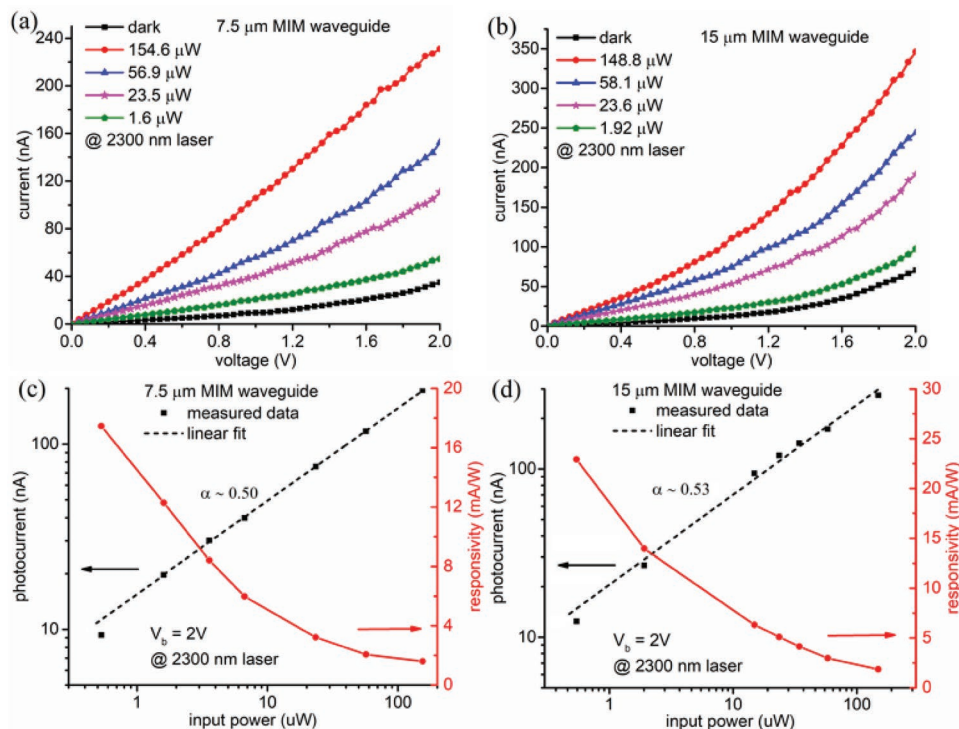 (a)
7.5 μm MIM waveguide
dark
154.6 μW
56.9 μW
23.5 μW
1.6 μW
@ 2300 nm laser
240
200
160
120
80
40
0
current (nA)
0.0 0.4 0.8 1.2 1.6 2.0
voltage (V)
(b)
15 μm MIM waveguide
dark
148.8 μW
58.1 μW
23.6 μW
1.92 μW
@ 2300 nm laser
350
300
250
200
150
100
50
0
current (nA)
0.0 0.4 0.8 1.2 1.6 2.0
voltage (V)
(c)
7.5 μm MIM waveguide
measured data
linear fit
α ~ 0.50
V_b = 2V
@ 2300 nm laser
100
10
photocurrent (nA)
20
16
12
8
4
0
responsivity (mA/W)
1 10 100
input power (uW)
(d)
15 μm MIM waveguide
measured data
linear fit
α ~ 0.53
V_b = 2V
@ 2300 nm laser
100
10
photocurrent (nA)
30
25
20
15
10
5
0
responsivity (mA/W)
1 10 100
input power (uW)